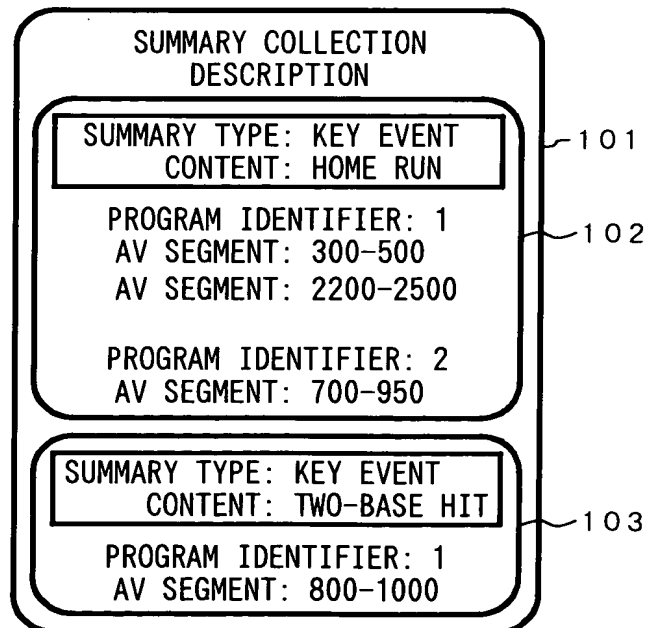 SUMMARY COLLECTION
DESCRIPTION
SUMMARY TYPE: KEY EVENT
CONTENT: HOME RUN
101
PROGRAM IDENTIFIER: 1
AV SEGMENT: 300-500
102
AV SEGMENT: 2200-2500
PROGRAM IDENTIFIER: 2
AV SEGMENT: 700-950
SUMMARY TYPE: KEY EVENT
CONTENT: TWO-BASE HIT
103
PROGRAM IDENTIFIER: 1
AV SEGMENT: 800-1000